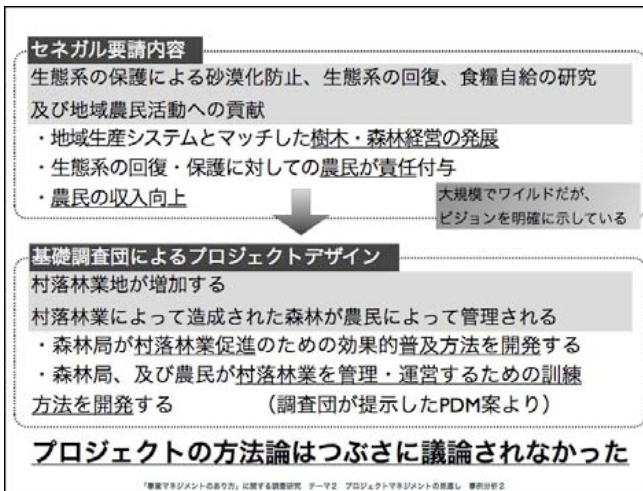 セネガル要請内容
生態系の保護による砂漠化防止、生態系の回復、食糧自給の研究
及び地域農民活動への貢献
・地域生産システムとマッチした樹木・森林経営の発展
・生態系の回復・保護に対しての農民が責任付与
・農民の収入向上
大規模でワイルドだが、
ビジョンを明確に示している
基礎調査団によるプロジェクトデザイン
村落林業地が増加する
村落林業によって造成された森林が農民によって管理される
・森林局が村落林業促進のための効果的普及方法を開発する
・森林局、及び農民が村落林業を管理・運営するための訓練
方法を開発する （調査団が提示したPDM案より）
プロジェクトの方法論はつぶさに議論されなかった
「事業マネジメントのあり方」に関する調査研究 テーマ2 プロジェクトマネジメントの見直し 事例分析2